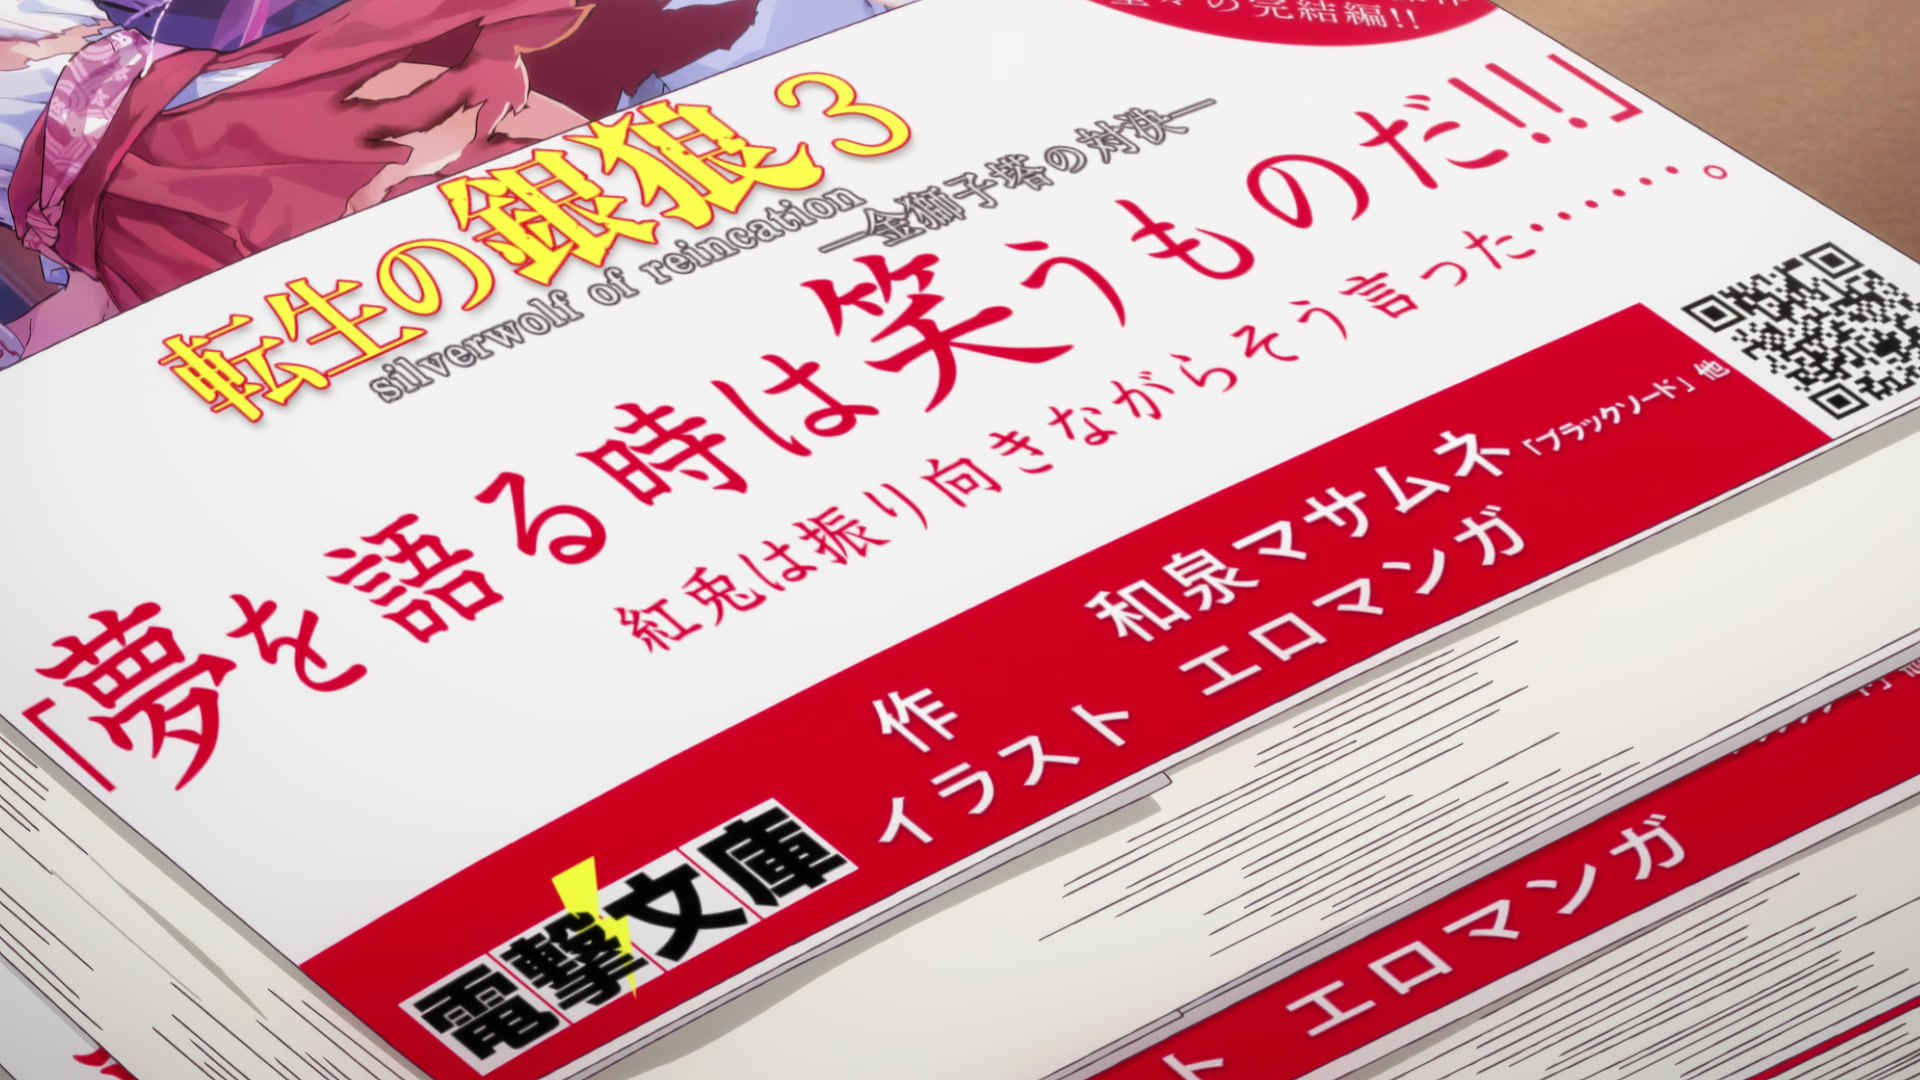 の完結編!!
転生の銀狼3
silverwolf of reincation
―金獅子塔の対決―
「夢を語る時は笑うものだ!!」
紅兎は振り向きながらそう言った……。
作 和泉マサムネ 「ブラックソード」他
イラスト エロマンガ
電撃文庫
ト エロマンガ